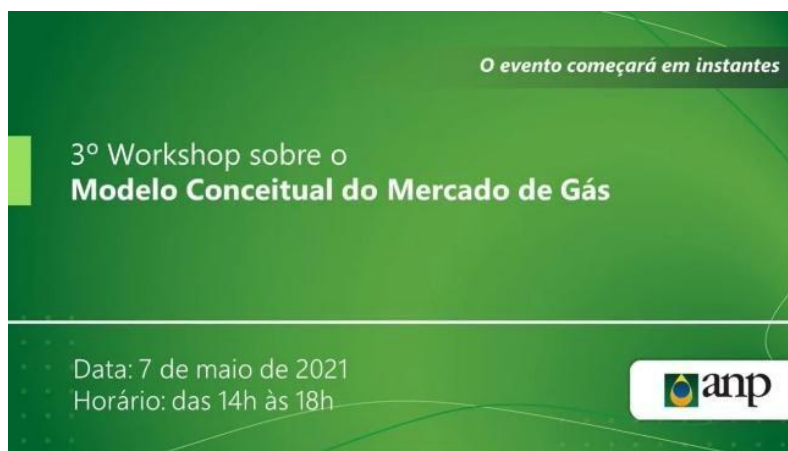 O evento começará em instantes
3º Workshop sobre o
Modelo Conceitual do Mercado de Gás
Data: 7 de maio de 2021
Horário: das 14h às 18h
anp